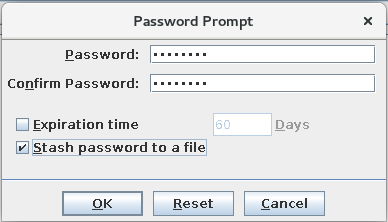 Password Prompt
Password: ••••••••
Confirm Password: ••••••••
Expiration time 60 Days
Stash password to a file
OK Reset Cancel